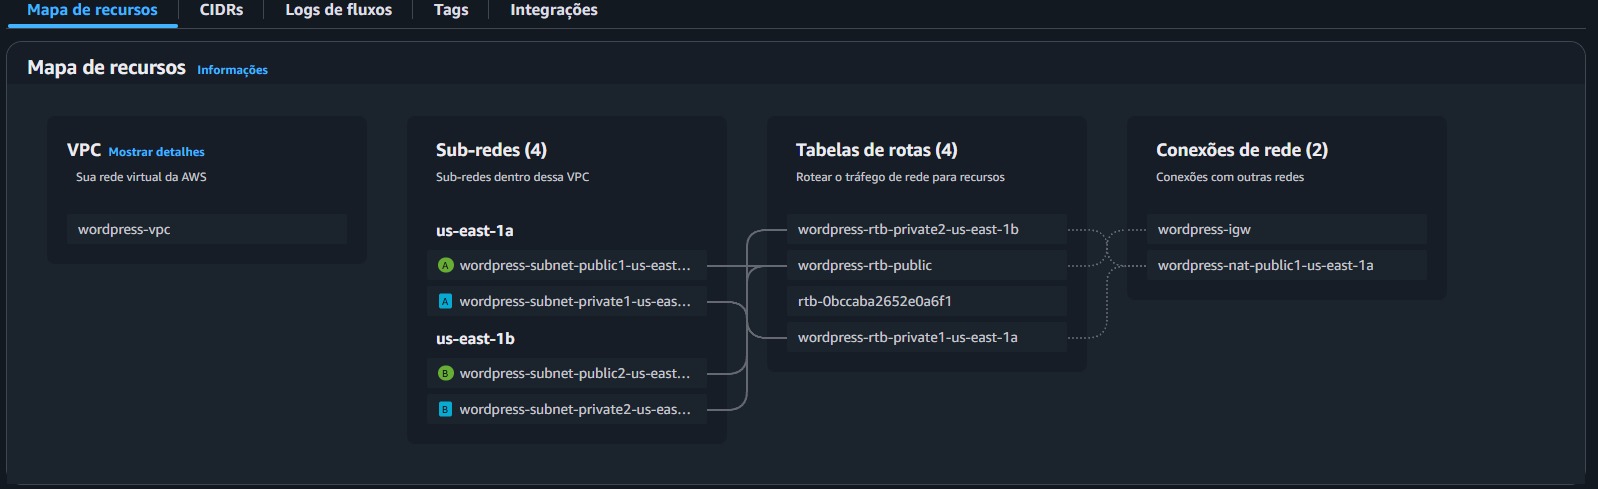 Mapa de recursos
CIDRs
Logs de fluxos
Tags
Integrações
Mapa de recursos Informações
VPC Mostrar detalhes
Sua rede virtual da AWS
wordpress-vpc
Sub-redes (4)
Sub-redes dentro dessa VPC
us-east-1a
A wordpress-subnet-public1-us-east...
A wordpress-subnet-private1-us-eas...
us-east-1b
B wordpress-subnet-public2-us-east...
B wordpress-subnet-private2-us-eas...
Tabelas de rotas (4)
Rotear o tráfego de rede para recursos
wordpress-rtb-private2-us-east-1b
wordpress-rtb-public
rtb-0bccaba2652e0a6f1
wordpress-rtb-private1-us-east-1a
Conexões de rede (2)
Conexões com outras redes
wordpress-igw
wordpress-nat-public1-us-east-1a